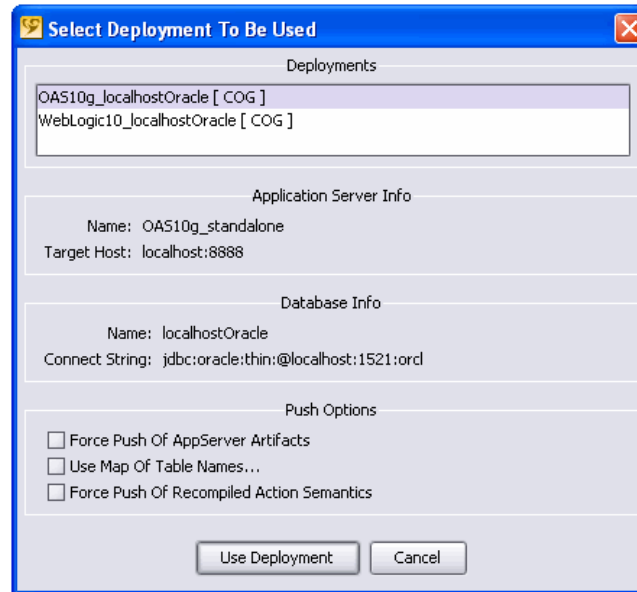 Select Deployment To Be Used
Deployments
OAS10g_localhostOracle [ COG ]
WebLogic10_localhostOracle [ COG ]
Application Server Info
Name: OAS10g_standalone
Target Host: localhost:8888
Database Info
Name: localhostOracle
Connect String: jdbc:oracle:thin:@localhost:1521:orcl
Push Options
Force Push Of AppServer Artifacts
Use Map Of Table Names...
Force Push Of Recompiled Action Semantics
Use Deployment Cancel